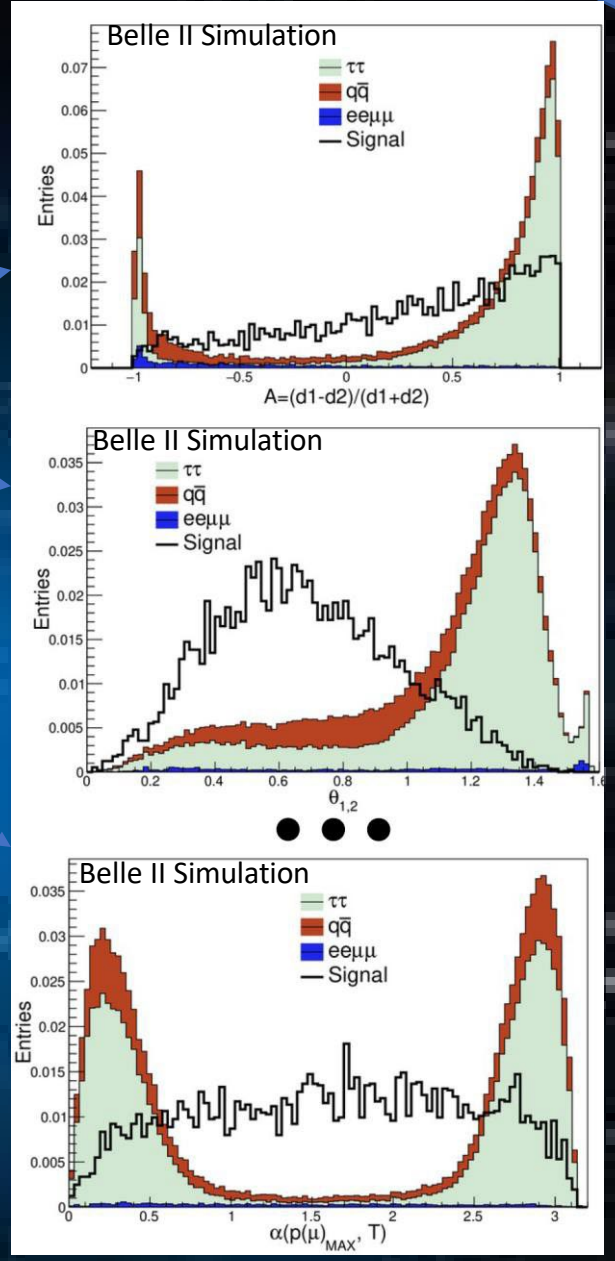 Belle II Simulation
ττ
qq̄
eeμμ
Signal
Entries
0.07
0.06
0.05
0.04
0.03
0.02
0.01
0
−1 −0.5 0 0.5 1
A=(d1-d2)/(d1+d2)
Belle II Simulation
ττ
qq̄
eeμμ
Signal
Entries
0.035
0.03
0.025
0.02
0.015
0.01
0.005
0
0 0.2 0.4 0.6 0.8 1 1.2 1.4 1.6
θ1,2
Belle II Simulation
ττ
qq̄
eeμμ
Signal
Entries
0.035
0.03
0.025
0.02
0.015
0.01
0.005
0
0 0.5 1 1.5 2 2.5 3
α(p(μ)MAX, T)